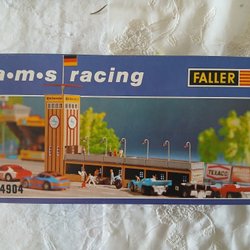 a·m·s racing
FALLER
TEXACO
4904